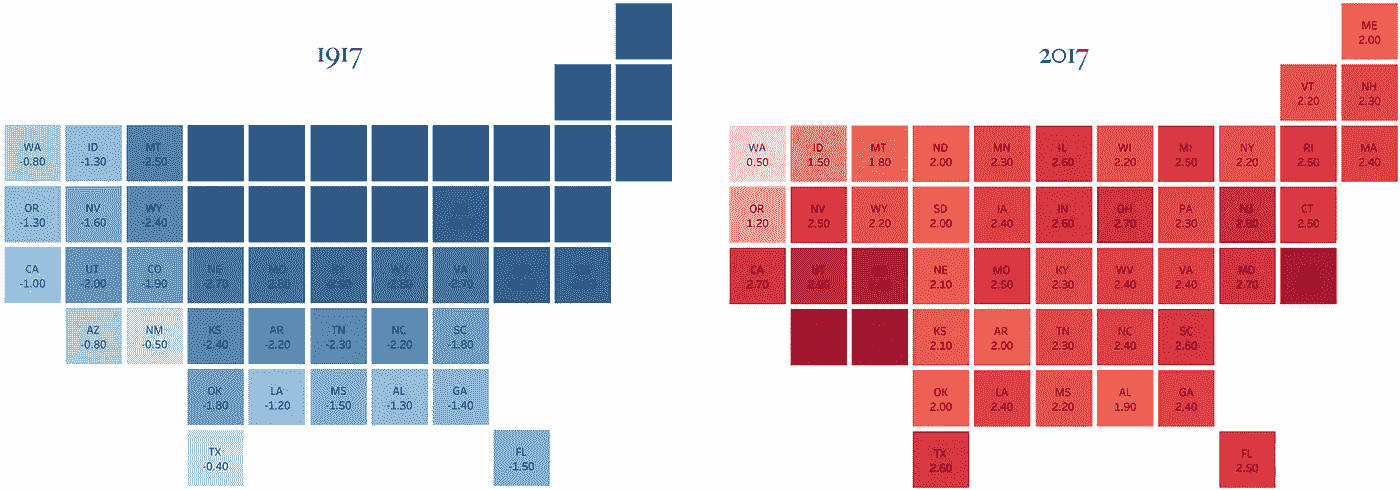 1917
WA
-0.80
ID
-1.30
MT
-2.50
OR
-1.30
NV
-1.60
WY
-2.40
CA
-1.00
UT
-2.00
CO
-1.90
NE
-2.70
MO
KY
WV
VA
-2.70
AZ
-0.80
NM
-0.50
KS
-2.40
AR
-2.20
TN
-2.30
NC
-2.20
SC
-1.80
OK
-1.80
LA
-1.20
MS
-1.50
AL
-1.30
GA
-1.40
TX
-0.40
FL
-1.50
2017
ME
2.00
VT
2.20
NH
2.30
WA
0.50
ID
1.50
MT
1.80
ND
2.00
MN
2.30
IL
2.60
WI
2.20
MI
2.50
NY
2.20
RI
2.50
MA
2.40
OR
1.20
NV
2.50
WY
2.20
SD
2.00
IA
2.40
IN
2.60
OH
2.70
PA
2.30
NJ
CT
2.50
CA
2.70
UT
NE
2.10
MO
2.50
KY
2.30
WV
2.40
VA
2.40
MD
2.70
KS
2.10
AR
2.00
TN
2.30
NC
2.40
SC
2.60
OK
2.00
LA
2.40
MS
2.20
AL
1.90
GA
2.40
TX
2.60
FL
2.50